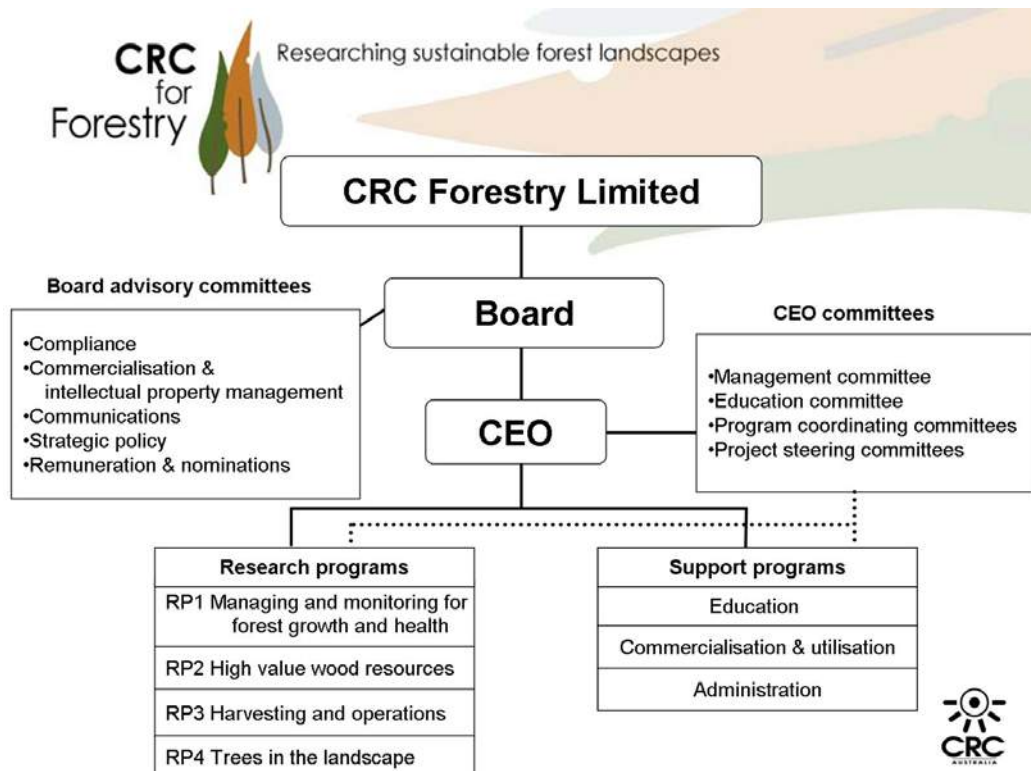 CRC
for
Forestry
Researching sustainable forest landscapes
CRC Forestry Limited
Board advisory committees
•Compliance
•Commercialisation &
intellectual property management
•Communications
•Strategic policy
•Remuneration & nominations
Board
CEO committees
•Management committee
•Education committee
•Program coordinating committees
•Project steering committees
CEO
Research programs
RP1 Managing and monitoring for
forest growth and health
RP2 High value wood resources
RP3 Harvesting and operations
RP4 Trees in the landscape
Support programs
Education
Commercialisation & utilisation
Administration
CRC
AUSTRALIA